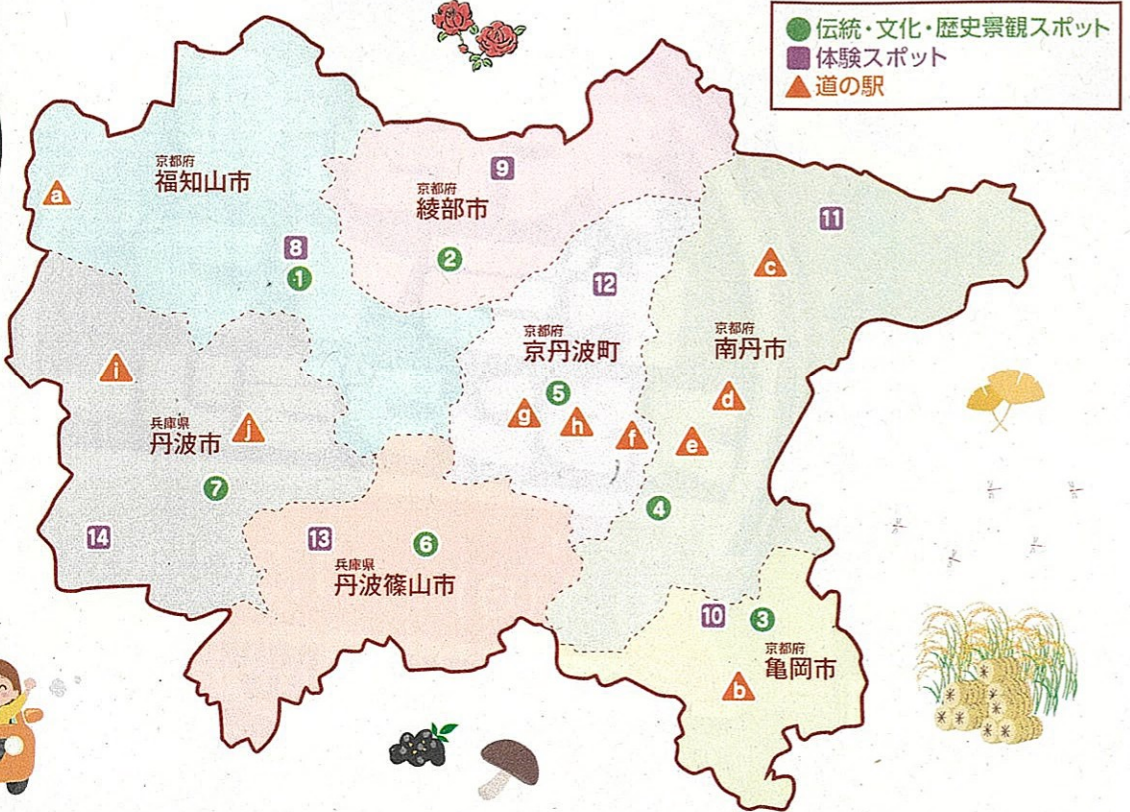 伝統・文化・歴史景観スポット
体験スポット
道の駅
京都府
福知山市
a
8
1
京都府
綾部市
9
2
11
c
京都府
南丹市
d
e
4
12
京都府
京丹波町
5
g
h
f
i
兵庫県
丹波市
j
7
14
13
6
兵庫県
丹波篠山市
10
3
京都府
亀岡市
b